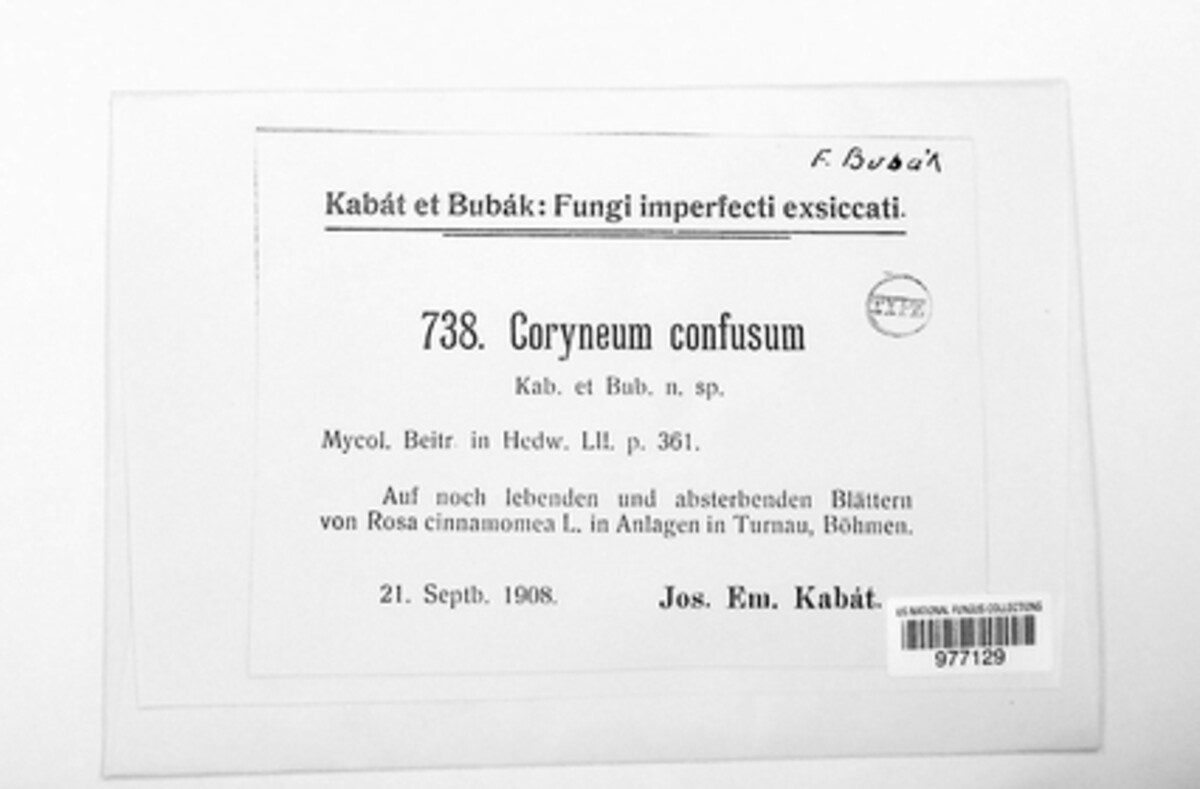 F. Bubák
Kabát et Bubák: Fungi imperfecti exsiccati.
TYPE
738. Coryneum confusum
Kab. et Bub. n. sp.
Mycol. Beitr. in Hedw. LII. p. 361.
Auf noch lebenden und absterbenden Blättern
von Rosa cinnamomea L. in Anlagen in Turnau, Böhmen.
21. Septb. 1908. Jos. Em. Kabát.
US NATIONAL FUNGUS COLLECTIONS
977129